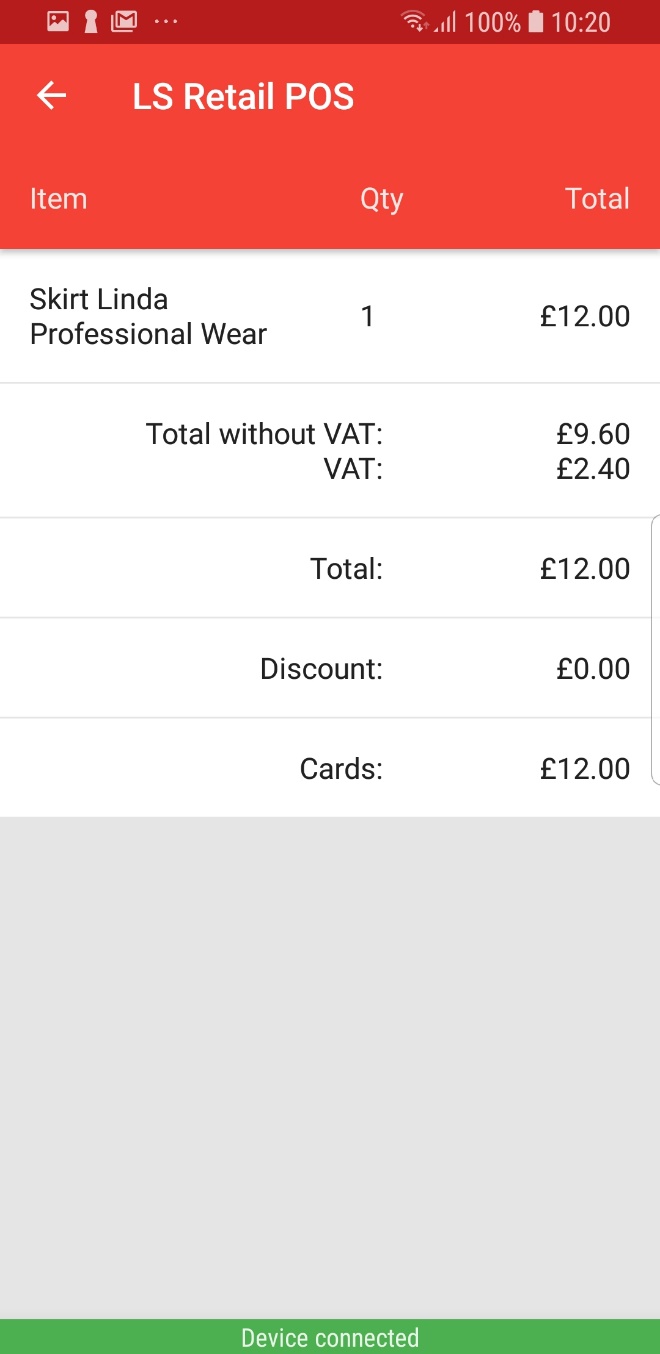 100% 10:20
LS Retail POS
Item Qty Total
Skirt Linda
Professional Wear 1 £12.00
Total without VAT: £9.60
VAT: £2.40
Total: £12.00
Discount: £0.00
Cards: £12.00
Device connected